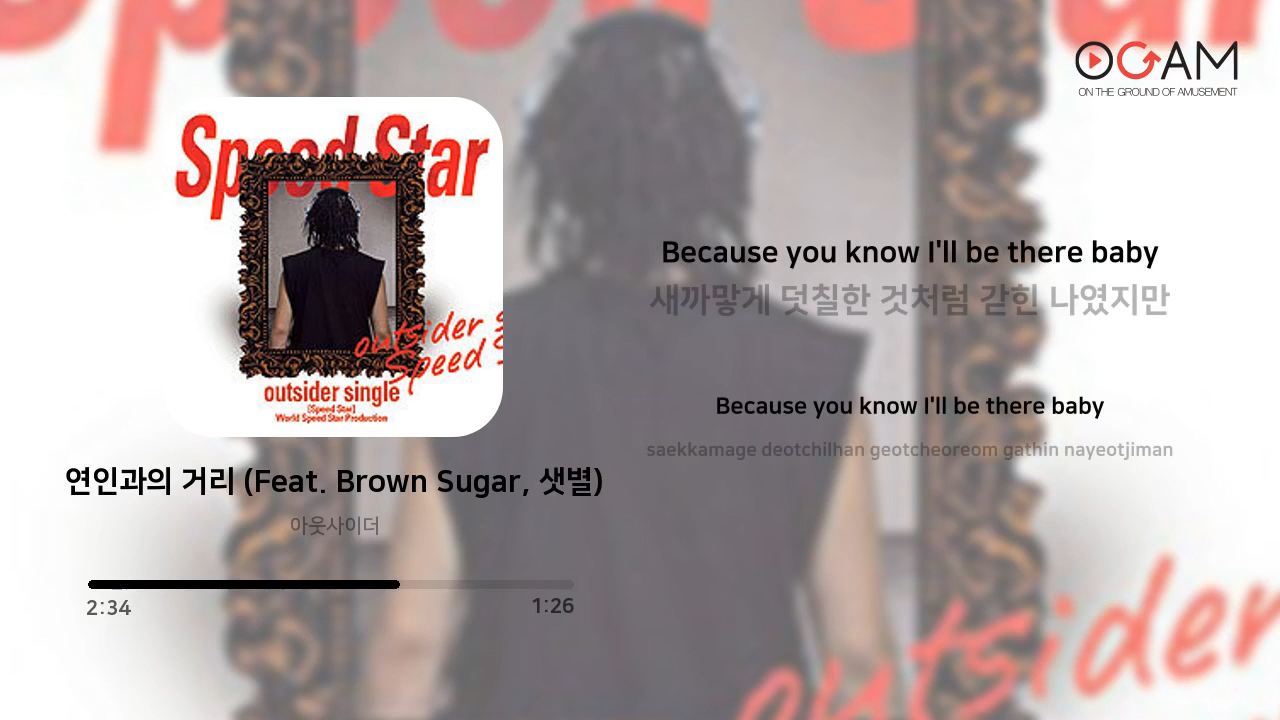 OGAM
ON THE GROUND OF AMUSEMENT
Speed Star
outsider
Speed
outsider single
[Speed Star]
World Speed Star Production
연인과의 거리 (Feat. Brown Sugar, 샛별)
아웃사이더
2:34
1:26
Because you know I'll be there baby
새까맣게 덧칠한 것처럼 갇힌 나였지만
Because you know I'll be there baby
saekkamage deotchilhan geotcheoreom gathin nayeotjiman
outsider